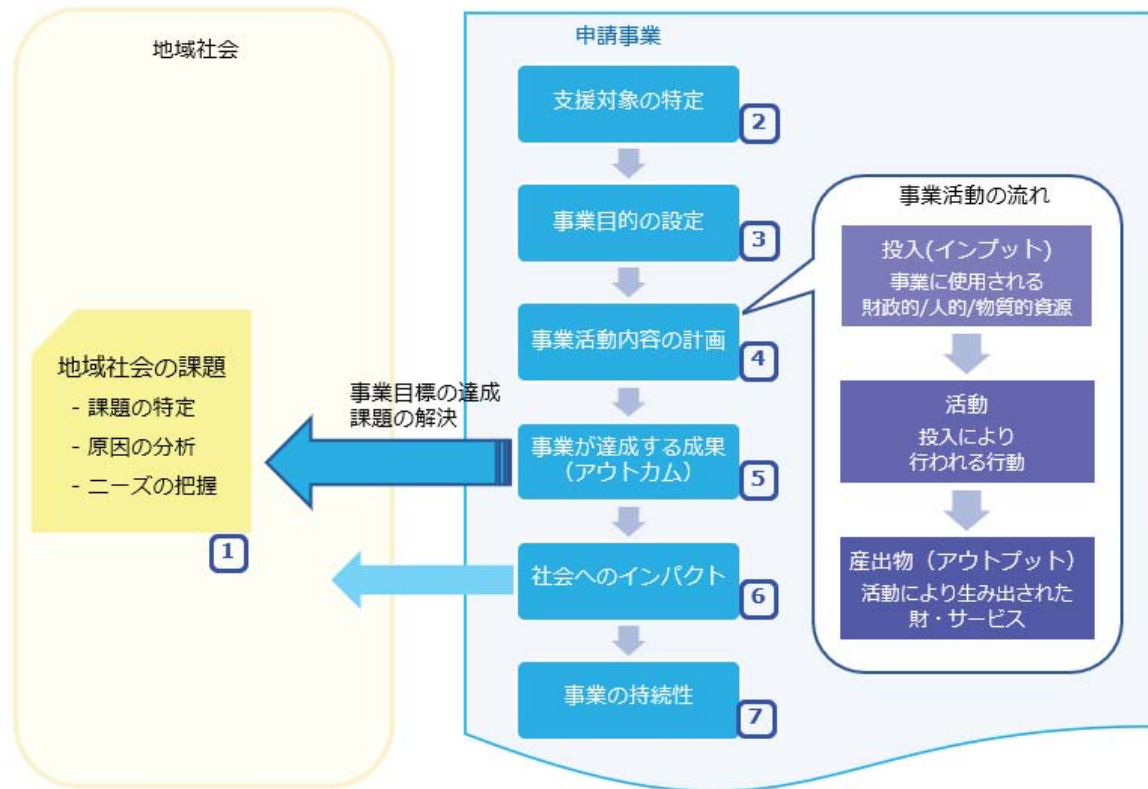 地域社会
地域社会の課題
- 課題の特定
- 原因の分析
- ニーズの把握
1
事業目標の達成
課題の解決
申請事業
支援対象の特定
2
事業目的の設定
3
事業活動内容の計画
4
事業が達成する成果
（アウトカム）
5
社会へのインパクト
6
事業の持続性
7
事業活動の流れ
投入(インプット)
事業に使用される
財政的/人的/物質的資源
活動
投入により
行われる行動
産出物（アウトプット）
活動により生み出された
財・サービス